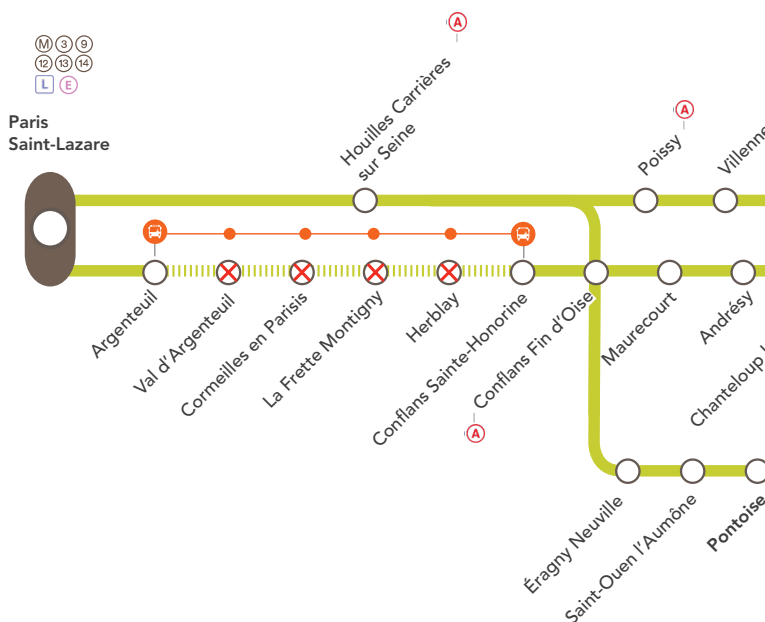 M 3 9
12 13 14
L E
Paris
Saint-Lazare
A
Houilles Carrières
sur Seine
A
Poissy
Villenne
Argenteuil
Val d'Argenteuil
Cormeilles en Parisis
La Frette Montigny
Herblay
Conflans Sainte-Honorine
A
Conflans Fin d'Oise
Maurecourt
Andrésy
Chanteloup l
Éragny Neuville
Saint-Ouen l'Aumône
Pontoise